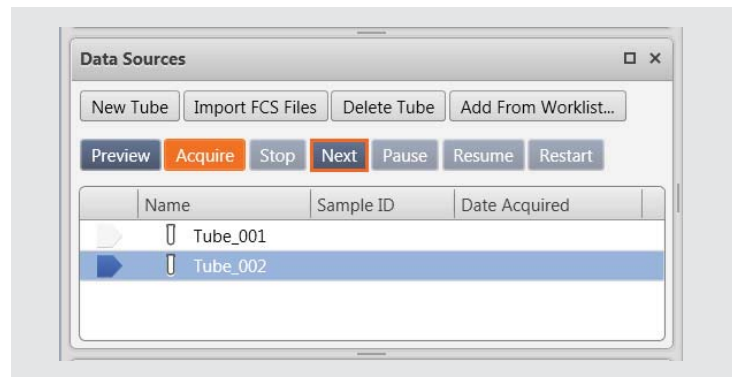 Data Sources
New Tube Import FCS Files Delete Tube Add From Worklist...
Preview Acquire Stop Next Pause Resume Restart
Name Sample ID Date Acquired
Tube_001
Tube_002